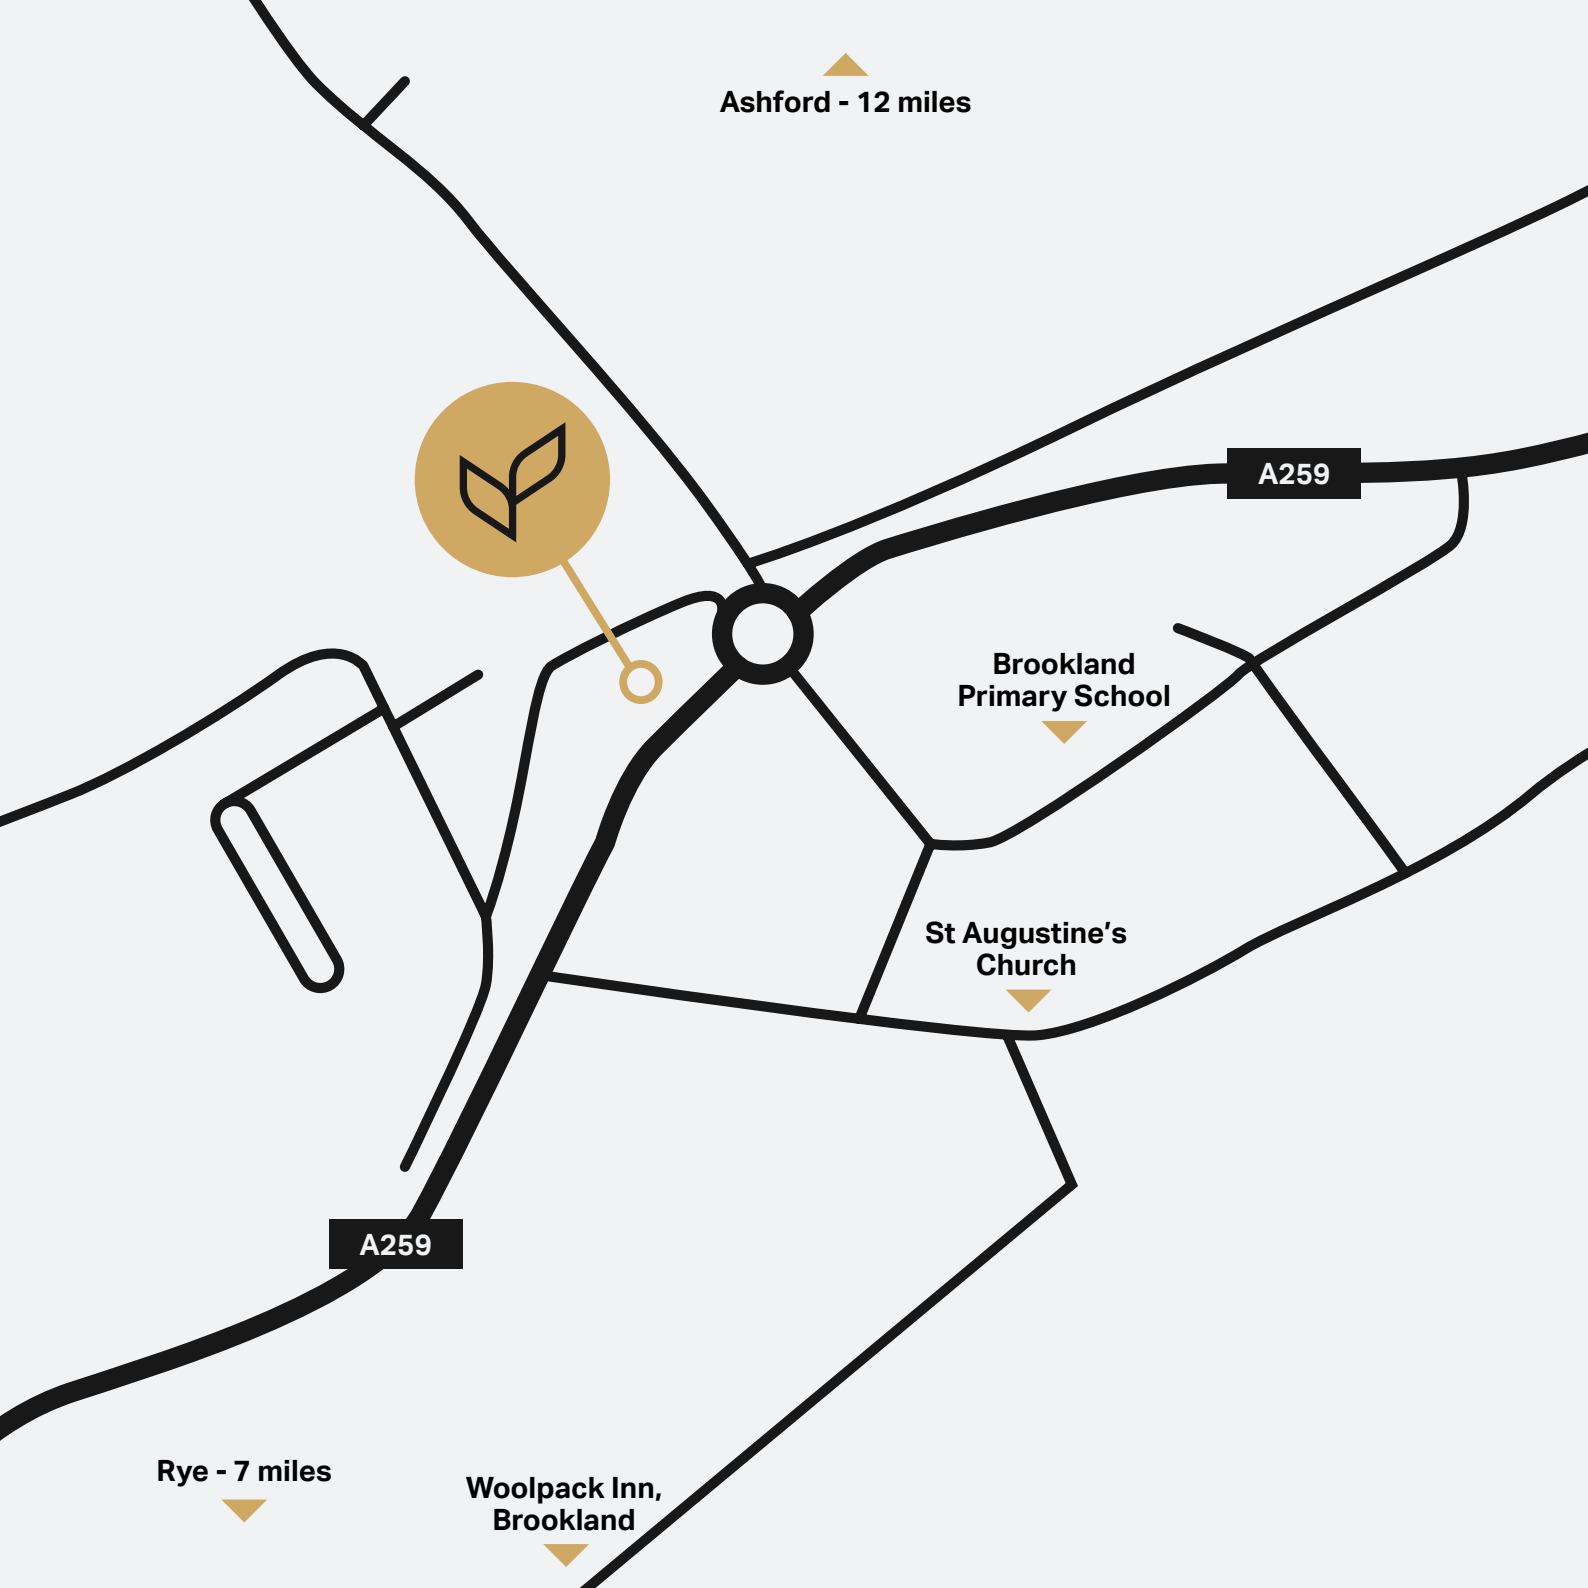 Ashford - 12 miles
A259
Brookland
Primary School
St Augustine’s
Church
A259
Rye - 7 miles
Woolpack Inn,
Brookland